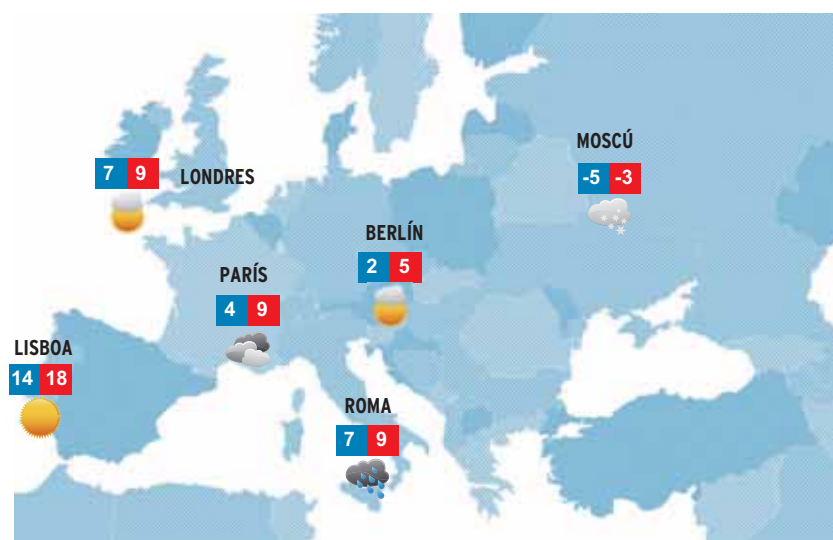 MOSCÚ
-5 -3
7 9
LONDRES
BERLÍN
2 5
PARÍS
4 9
LISBOA
14 18
ROMA
7 9